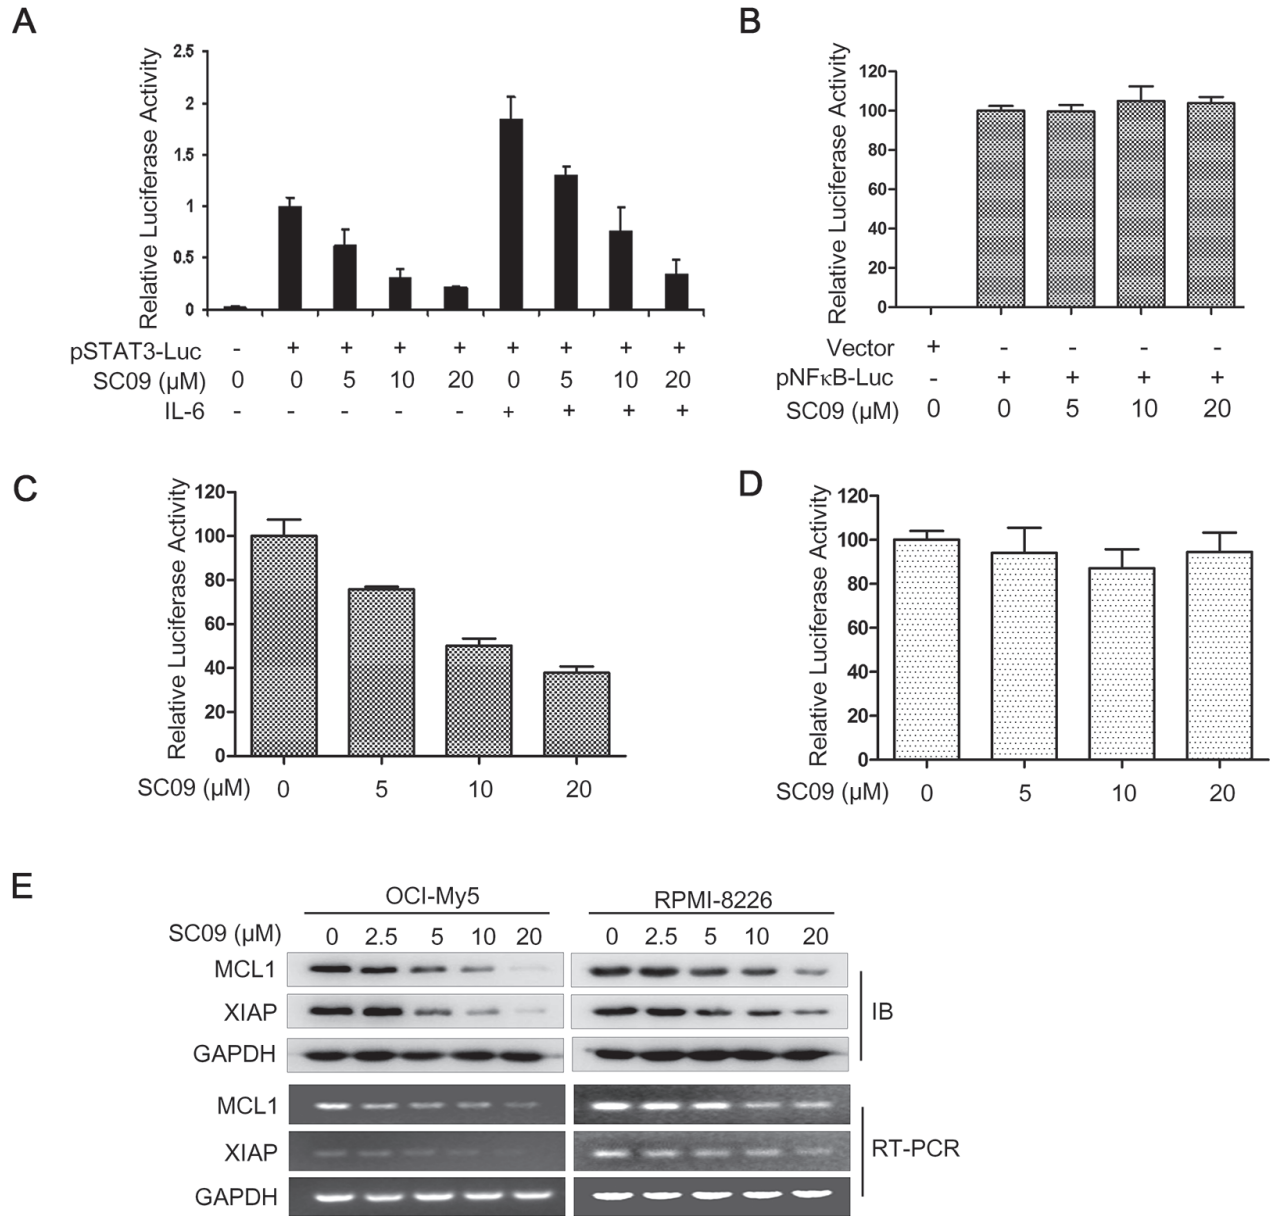 A
Relative Luciferase Activity
2.5
2
1.5
1
0.5
0
pSTAT3-Luc - + + + + + + + +
SC09 (μM) 0 0 5 10 20 0 5 10 20
IL-6 - - - - - + + + +
B
Relative Luciferase Activity
120
100
80
60
40
20
0
Vector + - - - -
pNFκB-Luc - + + + +
SC09 (μM) 0 0 5 10 20
C
Relative Luciferase Activity
120
100
80
60
40
20
0
SC09 (μM) 0 5 10 20
D
Relative Luciferase Activity
120
100
80
60
40
20
0
SC09 (μM) 0 5 10 20
E
OCI-My5 RPMI-8226
SC09 (μM) 0 2.5 5 10 20 0 2.5 5 10 20
MCL1
XIAP
IB
GAPDH
MCL1
XIAP
RT-PCR
GAPDH